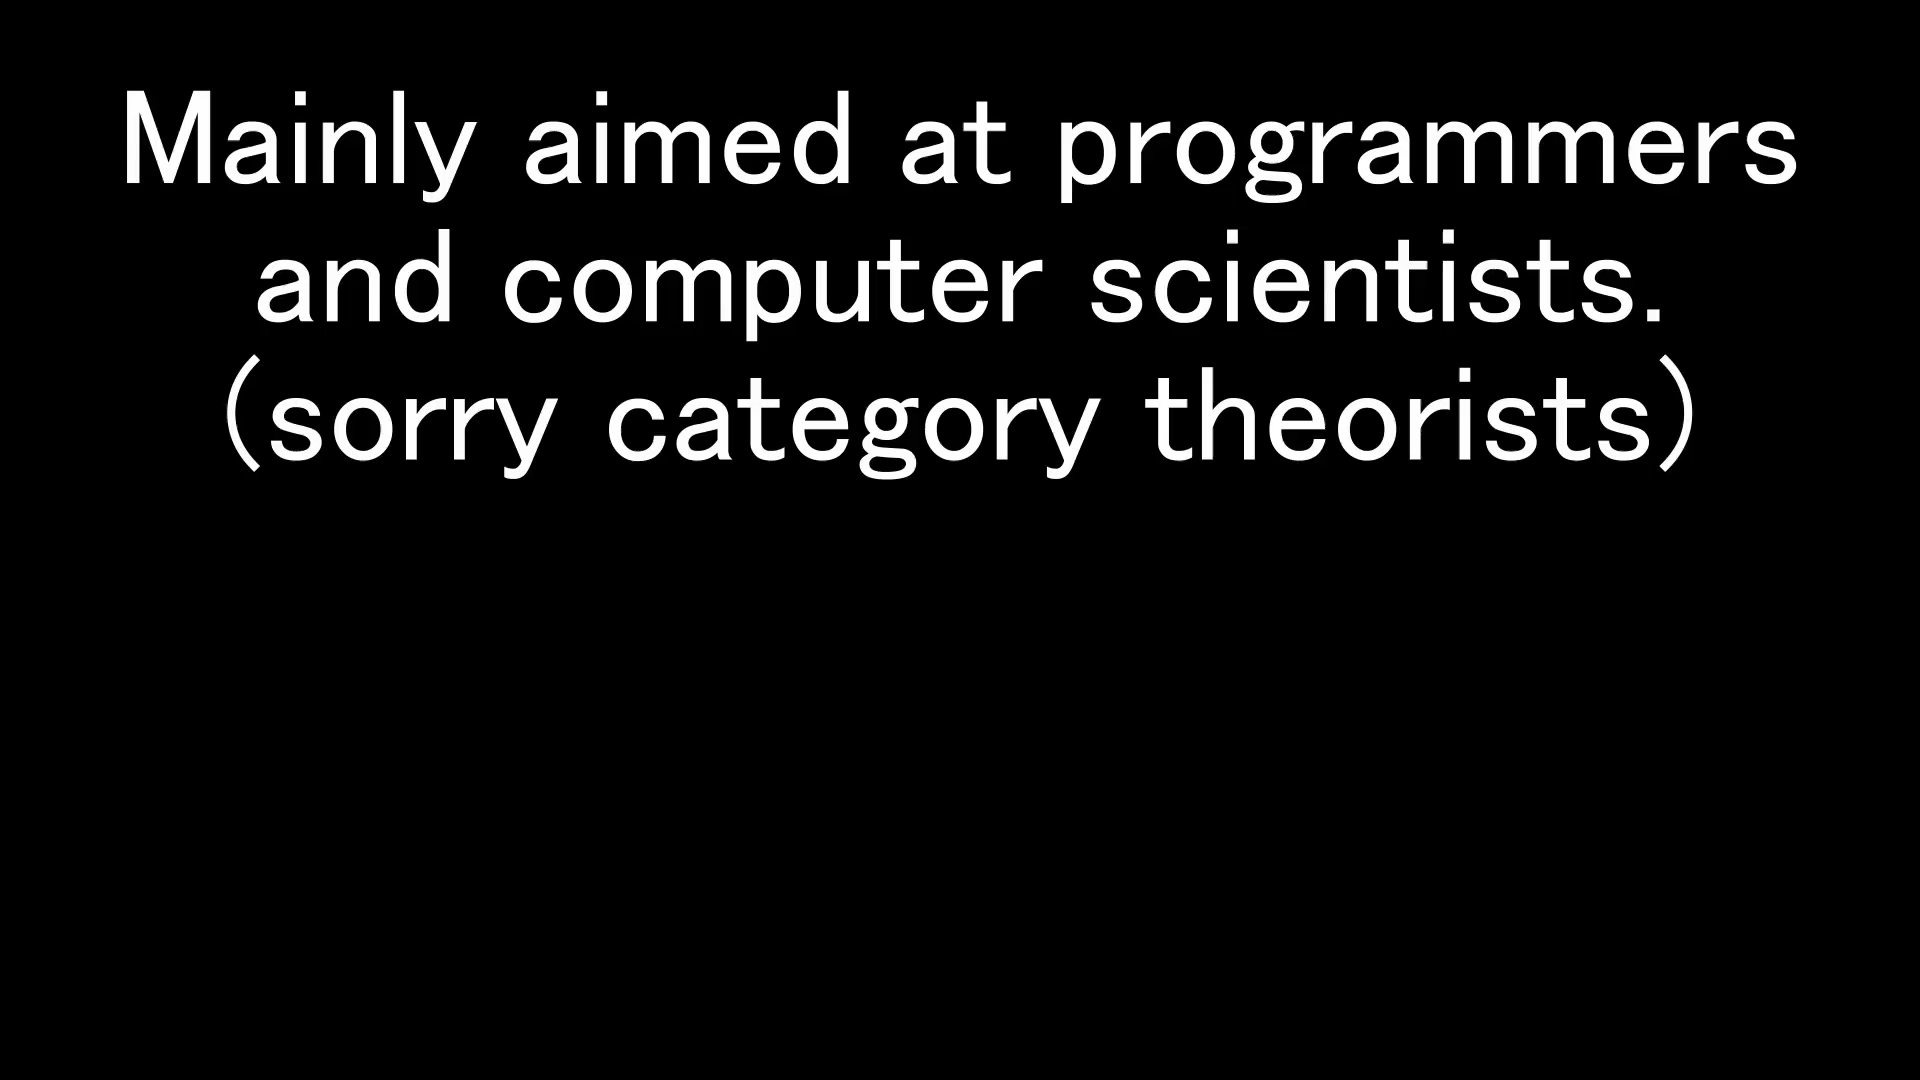 Mainly aimed at programmers
and computer scientists.
(sorry category theorists)